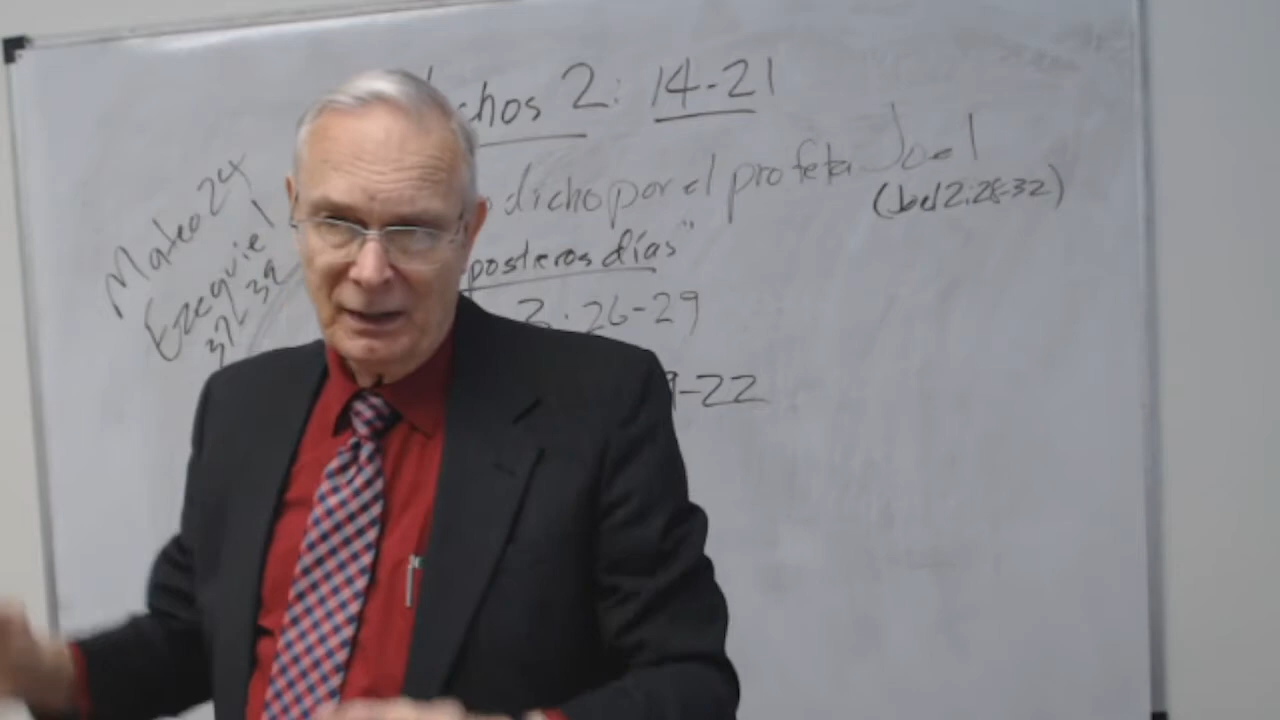 chos 2: 14-21
dicho por el profeta Joel
(Joel 2:28-32)
postreros días"
3:26-29
9-22
Mateo 24
Ezequiel
37 38